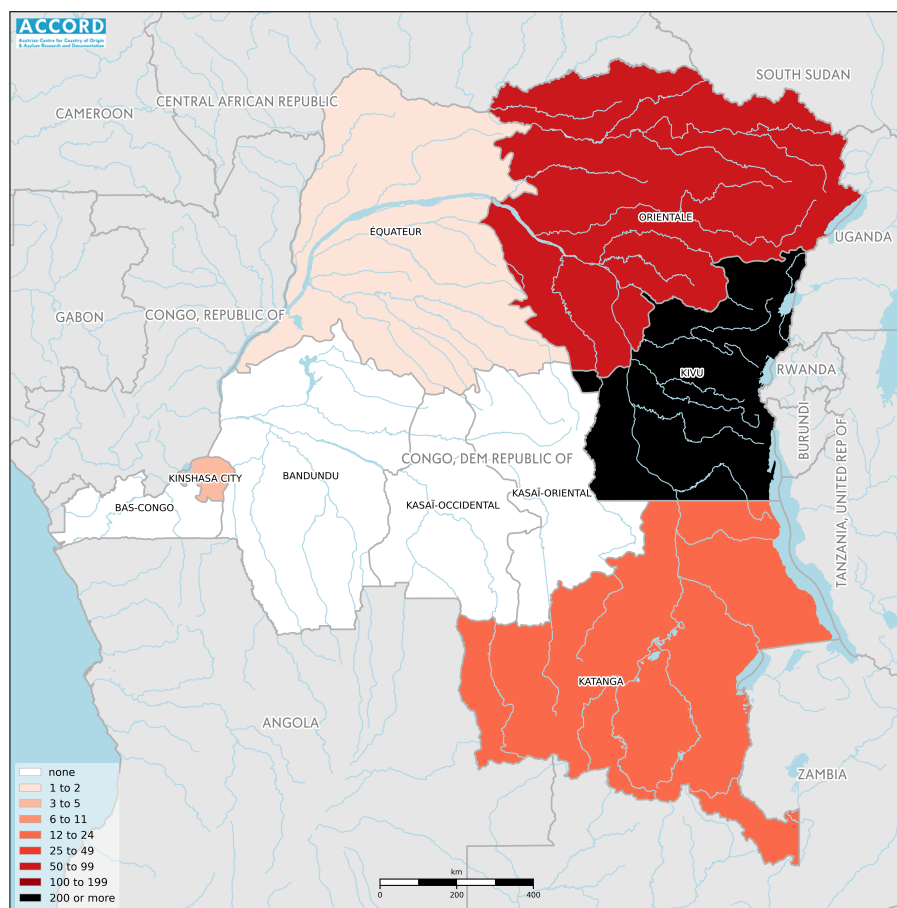 ACCORD
Austrian Centre for Country of Origin
& Asylum Research and Documentation
SOUTH SUDAN
CENTRAL AFRICAN REPUBLIC
CAMEROON
ORIENTALE
ÉQUATEUR
UGANDA
GABON
CONGO, REPUBLIC OF
KIVU
RWANDA
BURUNDI
TANZANIA, UNITED REP OF
CONGO, DEM REPUBLIC OF
KINSHASA CITY
BANDUNDU
KASAÏ-ORIENTAL
BAS-CONGO
KASAÏ-OCCIDENTAL
KATANGA
ANGOLA
ZAMBIA
none
1 to 2
3 to 5
6 to 11
12 to 24
25 to 49
50 to 99
100 to 199
200 or more
km
0 200 400